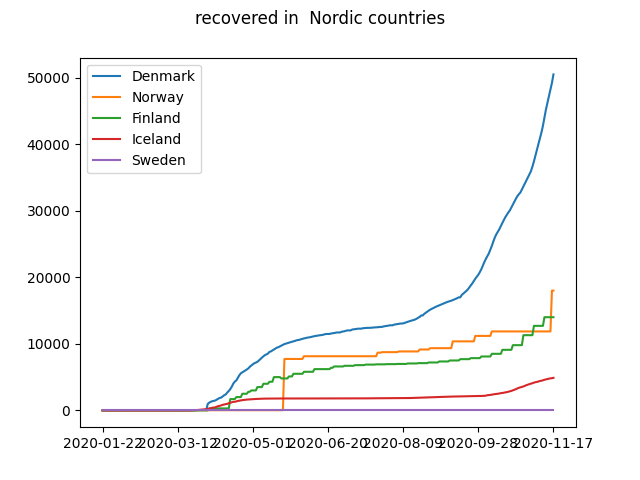 recovered in  Nordic countries
Denmark
Norway
Finland
Iceland
Sweden
50000
40000
30000
20000
10000
0
2020-01-22 2020-03-12 2020-05-01 2020-06-20 2020-08-09 2020-09-28 2020-11-17